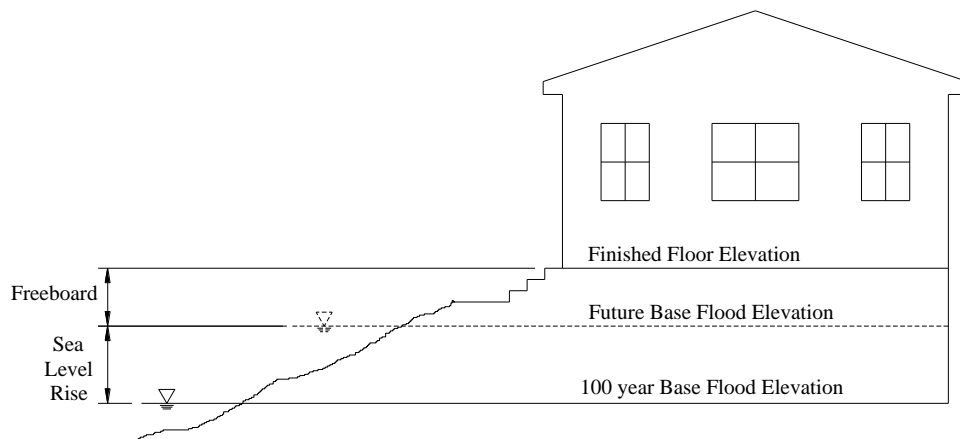 Finished Floor Elevation
Freeboard
Future Base Flood Elevation
Sea
Level
Rise
100 year Base Flood Elevation